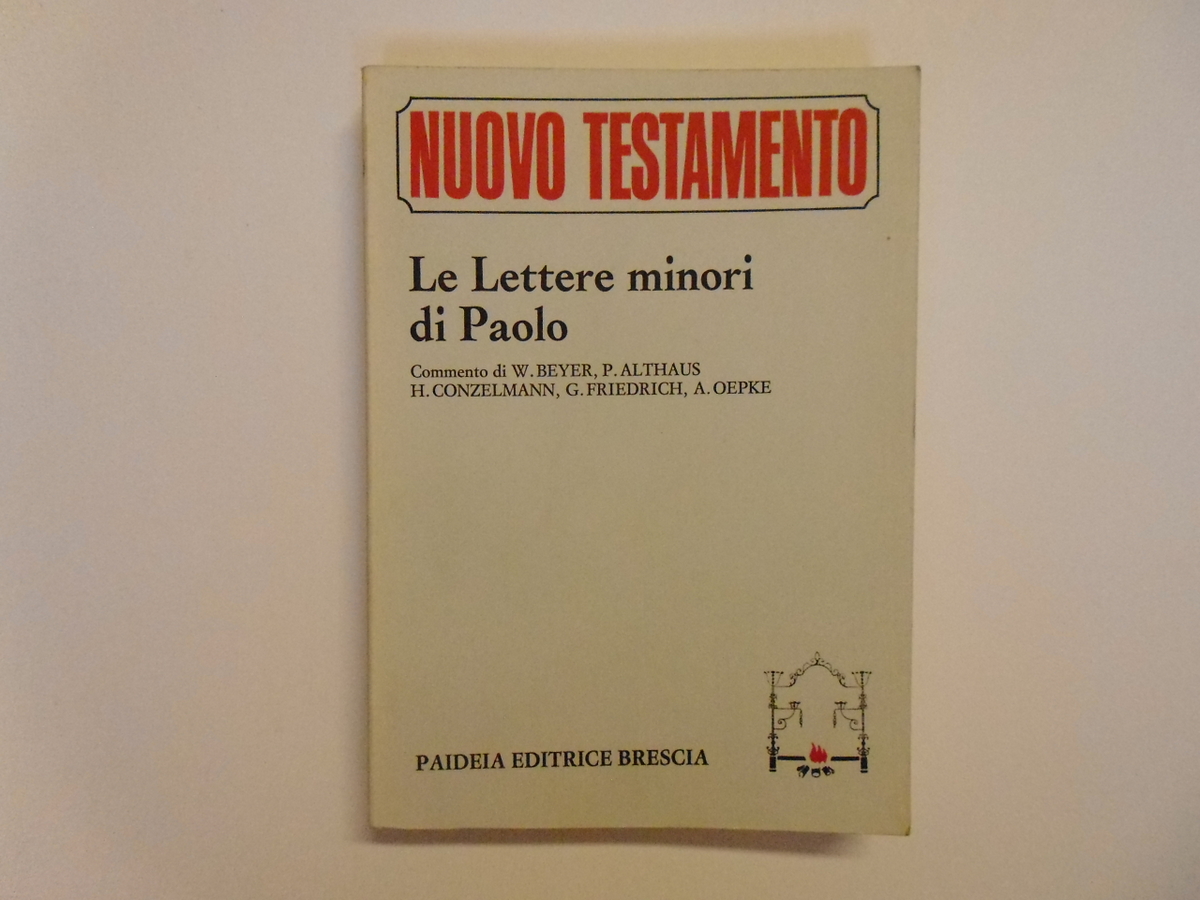 NUOVO TESTAMENTO
Le Lettere minori
di Paolo
Commento di W. BEYER, P. ALTHAUS
H. CONZELMANN, G. FRIEDRICH, A. OEPKE
PAIDEIA EDITRICE BRESCIA